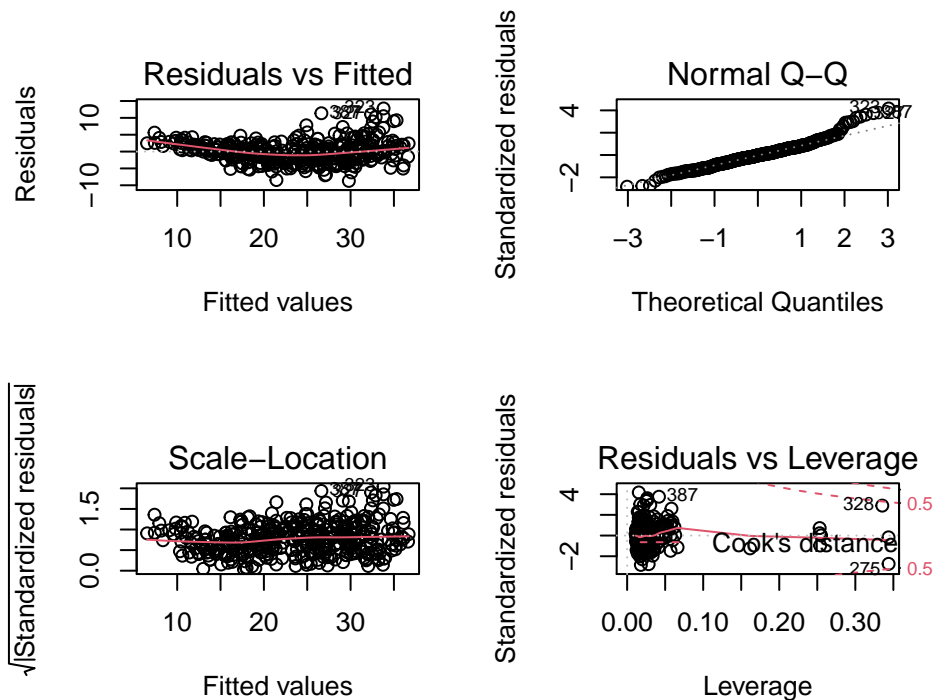 Residuals vs Fitted
Residuals
10
−10
10 20 30
Fitted values
327
Normal Q−Q
Standardized residuals
4
−2
−3 −1 1 2 3
Theoretical Quantiles
Scale−Location
√|Standardized residuals|
1.5
0.0
10 20 30
Fitted values
Residuals vs Leverage
Standardized residuals
4
−2
387
328
0.5
Cook's distance
275
0.5
0.00 0.10 0.20 0.30
Leverage